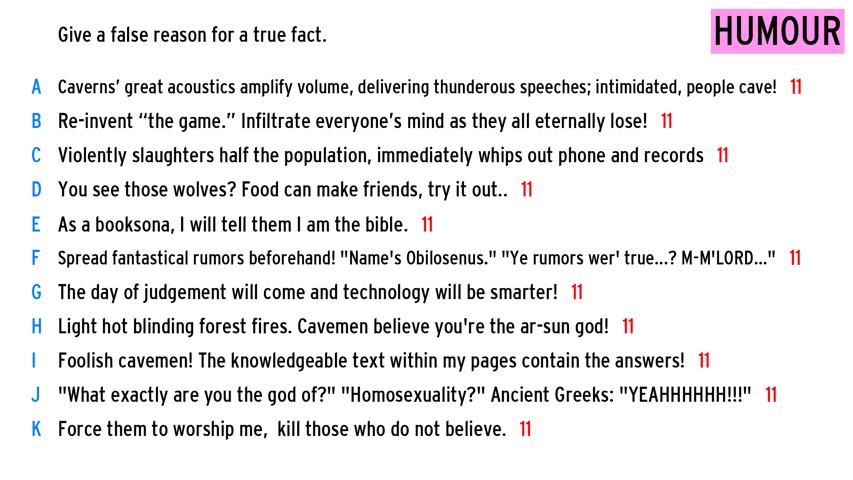 Give a false reason for a true fact.
HUMOUR
A Caverns' great acoustics amplify volume, delivering thunderous speeches; intimidated, people cave! 11
B Re-invent “the game.” Infiltrate everyone’s mind as they all eternally lose! 11
C Violently slaughters half the population, immediately whips out phone and records 11
D You see those wolves? Food can make friends, try it out.. 11
E As a booksona, I will tell them I am the bible. 11
F Spread fantastical rumors beforehand! "Name's Obilosenus." "Ye rumors wer' true...? M-M'LORD..." 11
G The day of judgement will come and technology will be smarter! 11
H Light hot blinding forest fires. Cavemen believe you're the ar-sun god! 11
I Foolish cavemen! The knowledgeable text within my pages contain the answers! 11
J "What exactly are you the god of?" "Homosexuality?" Ancient Greeks: "YEAHHHHHH!!!" 11
K Force them to worship me,  kill those who do not believe. 11